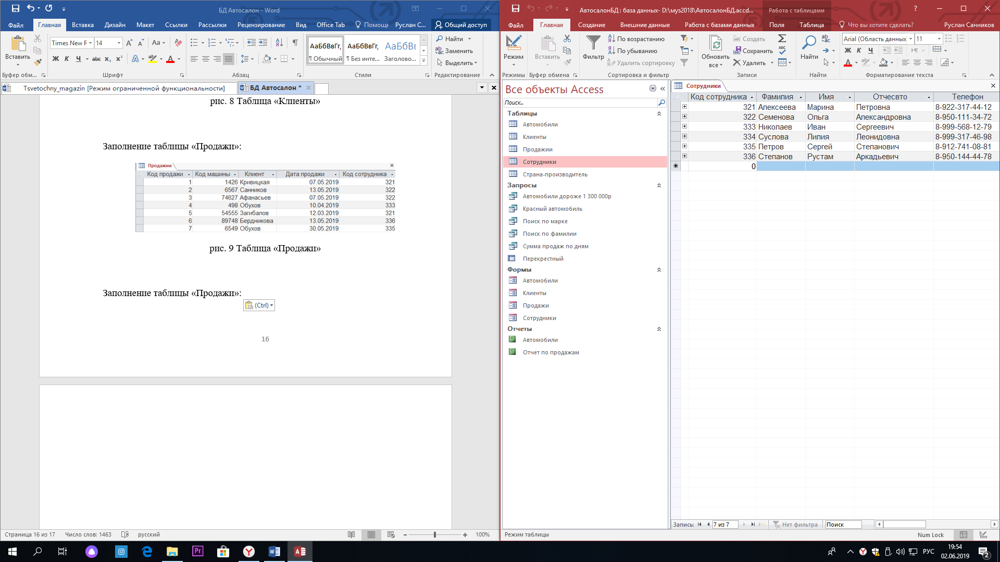 БД Автосалон - Word
Файл Главная Вставка Дизайн Макет Ссылки Рассылки Рецензирование Вид Office Tab Помощь Руслан С... Общий доступ
Вставить
Times New R 14 Aa
Ж К Ч abc x₂ x²
АаБбВвГг, АаБбВвГг, АаБбВ
¶ Обычный ¶ Без инте... Заголово...
Найти
Заменить
Выделить
Буфер обм... Шрифт Абзац Стили Редактирование
Tsvetochny_magazin [Режим ограниченной функциональности] БД Автосалон *
рис. 8 Таблица «Клиенты»
Заполнение таблицы «Продажи»:
Продажии
Код продажи Код машины Клиент Дата продажи Код сотрудника
1 1426 Кривицкая 07.05.2019 321
2 6567 Санников 13.05.2019 322
3 74627 Афанасьев 07.05.2019 322
4 498 Обухов 10.04.2019 333
5 54555 Загибалов 12.03.2019 321
6 89748 Бердникова 13.05.2019 336
7 6549 Обухов 30.05.2019 335
рис. 9 Таблица «Продажи»
Заполнение таблицы «Продажи»:
(Ctrl)
16
Страница 16 из 17 Число слов: 1463 русский 100%
АвтосалонБД : база данных- D:\муз2018\АвтосалонБД.accd... Работа с таблицами
Файл Главная Создание Внешние данные Работа с базами данных Поля Таблица Что вы хотите сделать? Руслан Санников
Режим
Вставить
Фильтр
По возрастанию
По убыванию
Удалить сортировку
Обновить все
Создать
Сохранить
Удалить
Найти
Arial (Область данных 11
Ж К Ч
Режимы Буфер обмена Сортировка и фильтр Записи Найти Форматирование текста
Все объекты Access
Поиск...
Таблицы
Автомобили
Клиенты
Продажии
Сотрудники
Страна-производитель
Запросы
Автомобили дороже 1 300 000р
Красный автомобиль
Поиск по марке
Поиск по фамилии
Сумма продаж по дням
Перекрестный
Формы
Автомобили
Клиенты
Продажи
Сотрудники
Отчеты
Автомобили
Отчет по продажам
Сотрудники
Код сотрудника Фамилия Имя Отчесвто Телефон
321 Алексеева Марина Петровна 8-922-317-44-12
322 Семенова Ольга Александровна 8-950-111-34-72
333 Николаев Иван Сергеевич 8-999-568-12-79
334 Суслова Лилия Леонидовна 8-999-317-46-98
335 Петров Сергей Степанович 8-912-741-08-81
336 Степанов Рустам Аркадьевич 8-950-144-44-78
0
Запись: 7 из 7 Нет фильтра Поиск
Режим таблицы Num Lock
Pr
РУС
19:54
02.06.2019
2